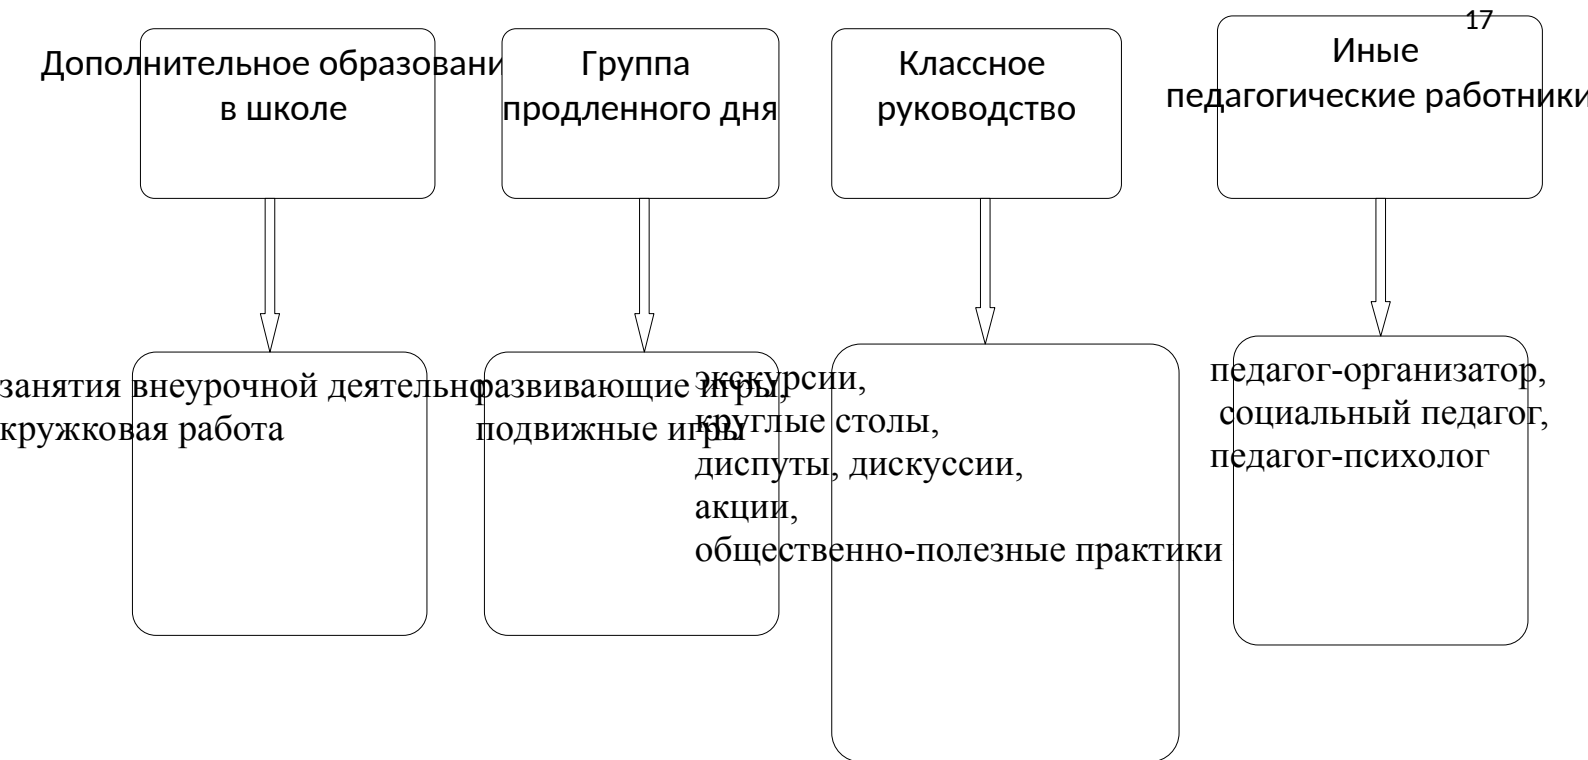 17
Дополнительное образовани
в школе
Группа
продленного дня
Классное
руководство
Иные
педагогические работники
занятия внеурочной деятельно
кружковая работа
развивающие игры,
подвижные игры
экскурсии,
круглые столы,
диспуты, дискуссии,
акции,
общественно-полезные практики
педагог-организатор,
социальный педагог,
педагог-психолог